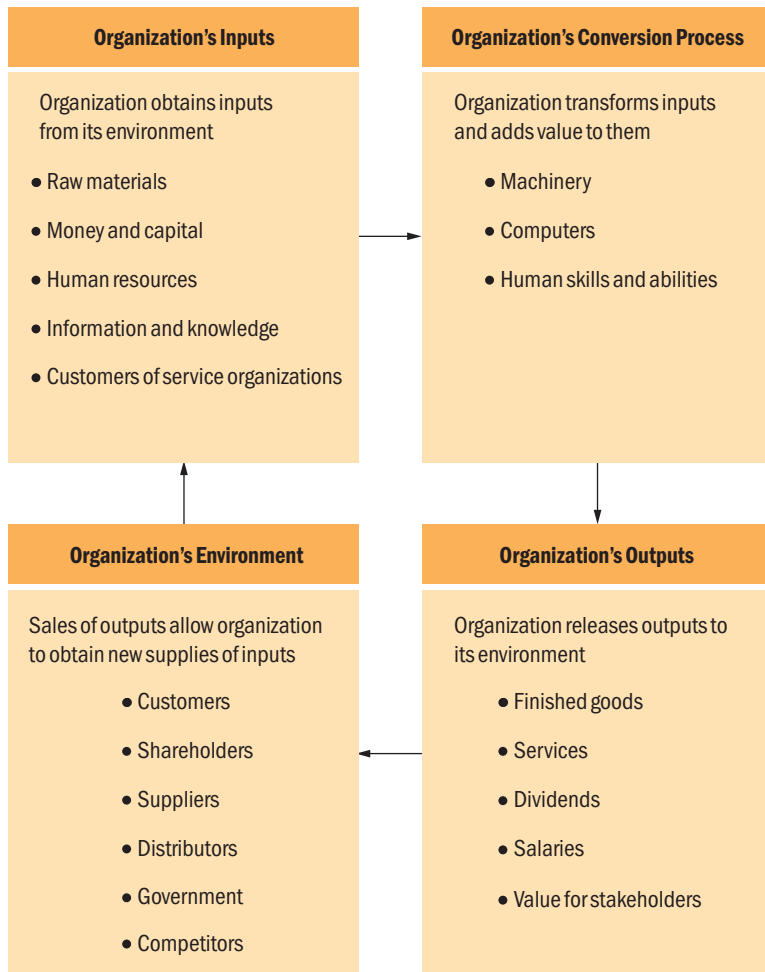 Organization’s Inputs
Organization obtains inputs
from its environment
• Raw materials
• Money and capital
• Human resources
• Information and knowledge
• Customers of service organizations
Organization’s Conversion Process
Organization transforms inputs
and adds value to them
• Machinery
• Computers
• Human skills and abilities
Organization’s Outputs
Organization releases outputs to
its environment
• Finished goods
• Services
• Dividends
• Salaries
• Value for stakeholders
Organization’s Environment
Sales of outputs allow organization
to obtain new supplies of inputs
• Customers
• Shareholders
• Suppliers
• Distributors
• Government
• Competitors